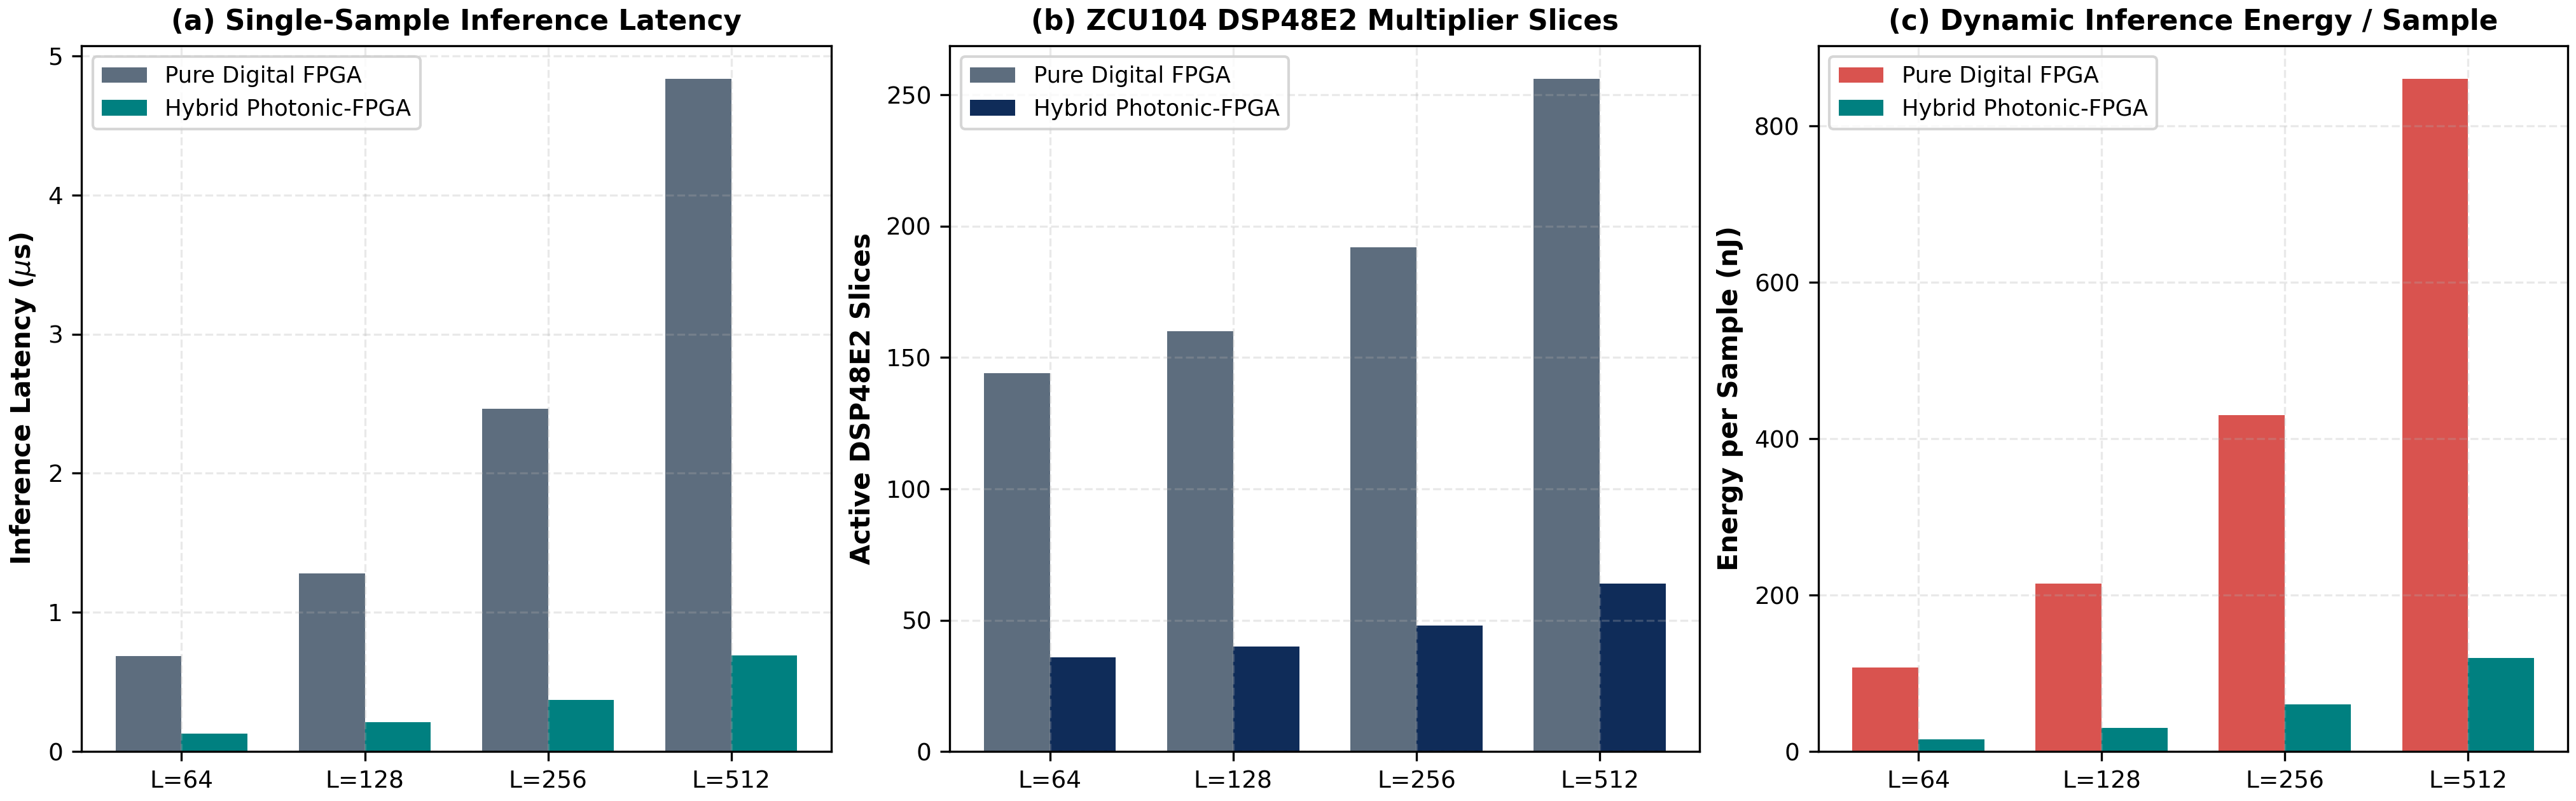 (a) Single-Sample Inference Latency
Inference Latency (μs)
5
4
3
2
1
0
Pure Digital FPGA
Hybrid Photonic-FPGA
L=64
L=128
L=256
L=512
(b) ZCU104 DSP48E2 Multiplier Slices
Active DSP48E2 Slices
250
200
150
100
50
0
Pure Digital FPGA
Hybrid Photonic-FPGA
L=64
L=128
L=256
L=512
(c) Dynamic Inference Energy / Sample
Energy per Sample (nJ)
800
600
400
200
0
Pure Digital FPGA
Hybrid Photonic-FPGA
L=64
L=128
L=256
L=512